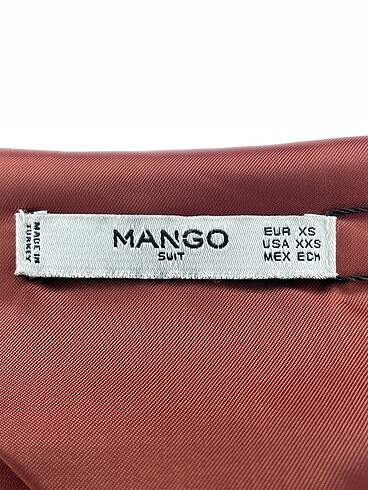 MADE IN
TURKEY
MANGO
SUIT
EUR XS
USA XXS
MEX ECH